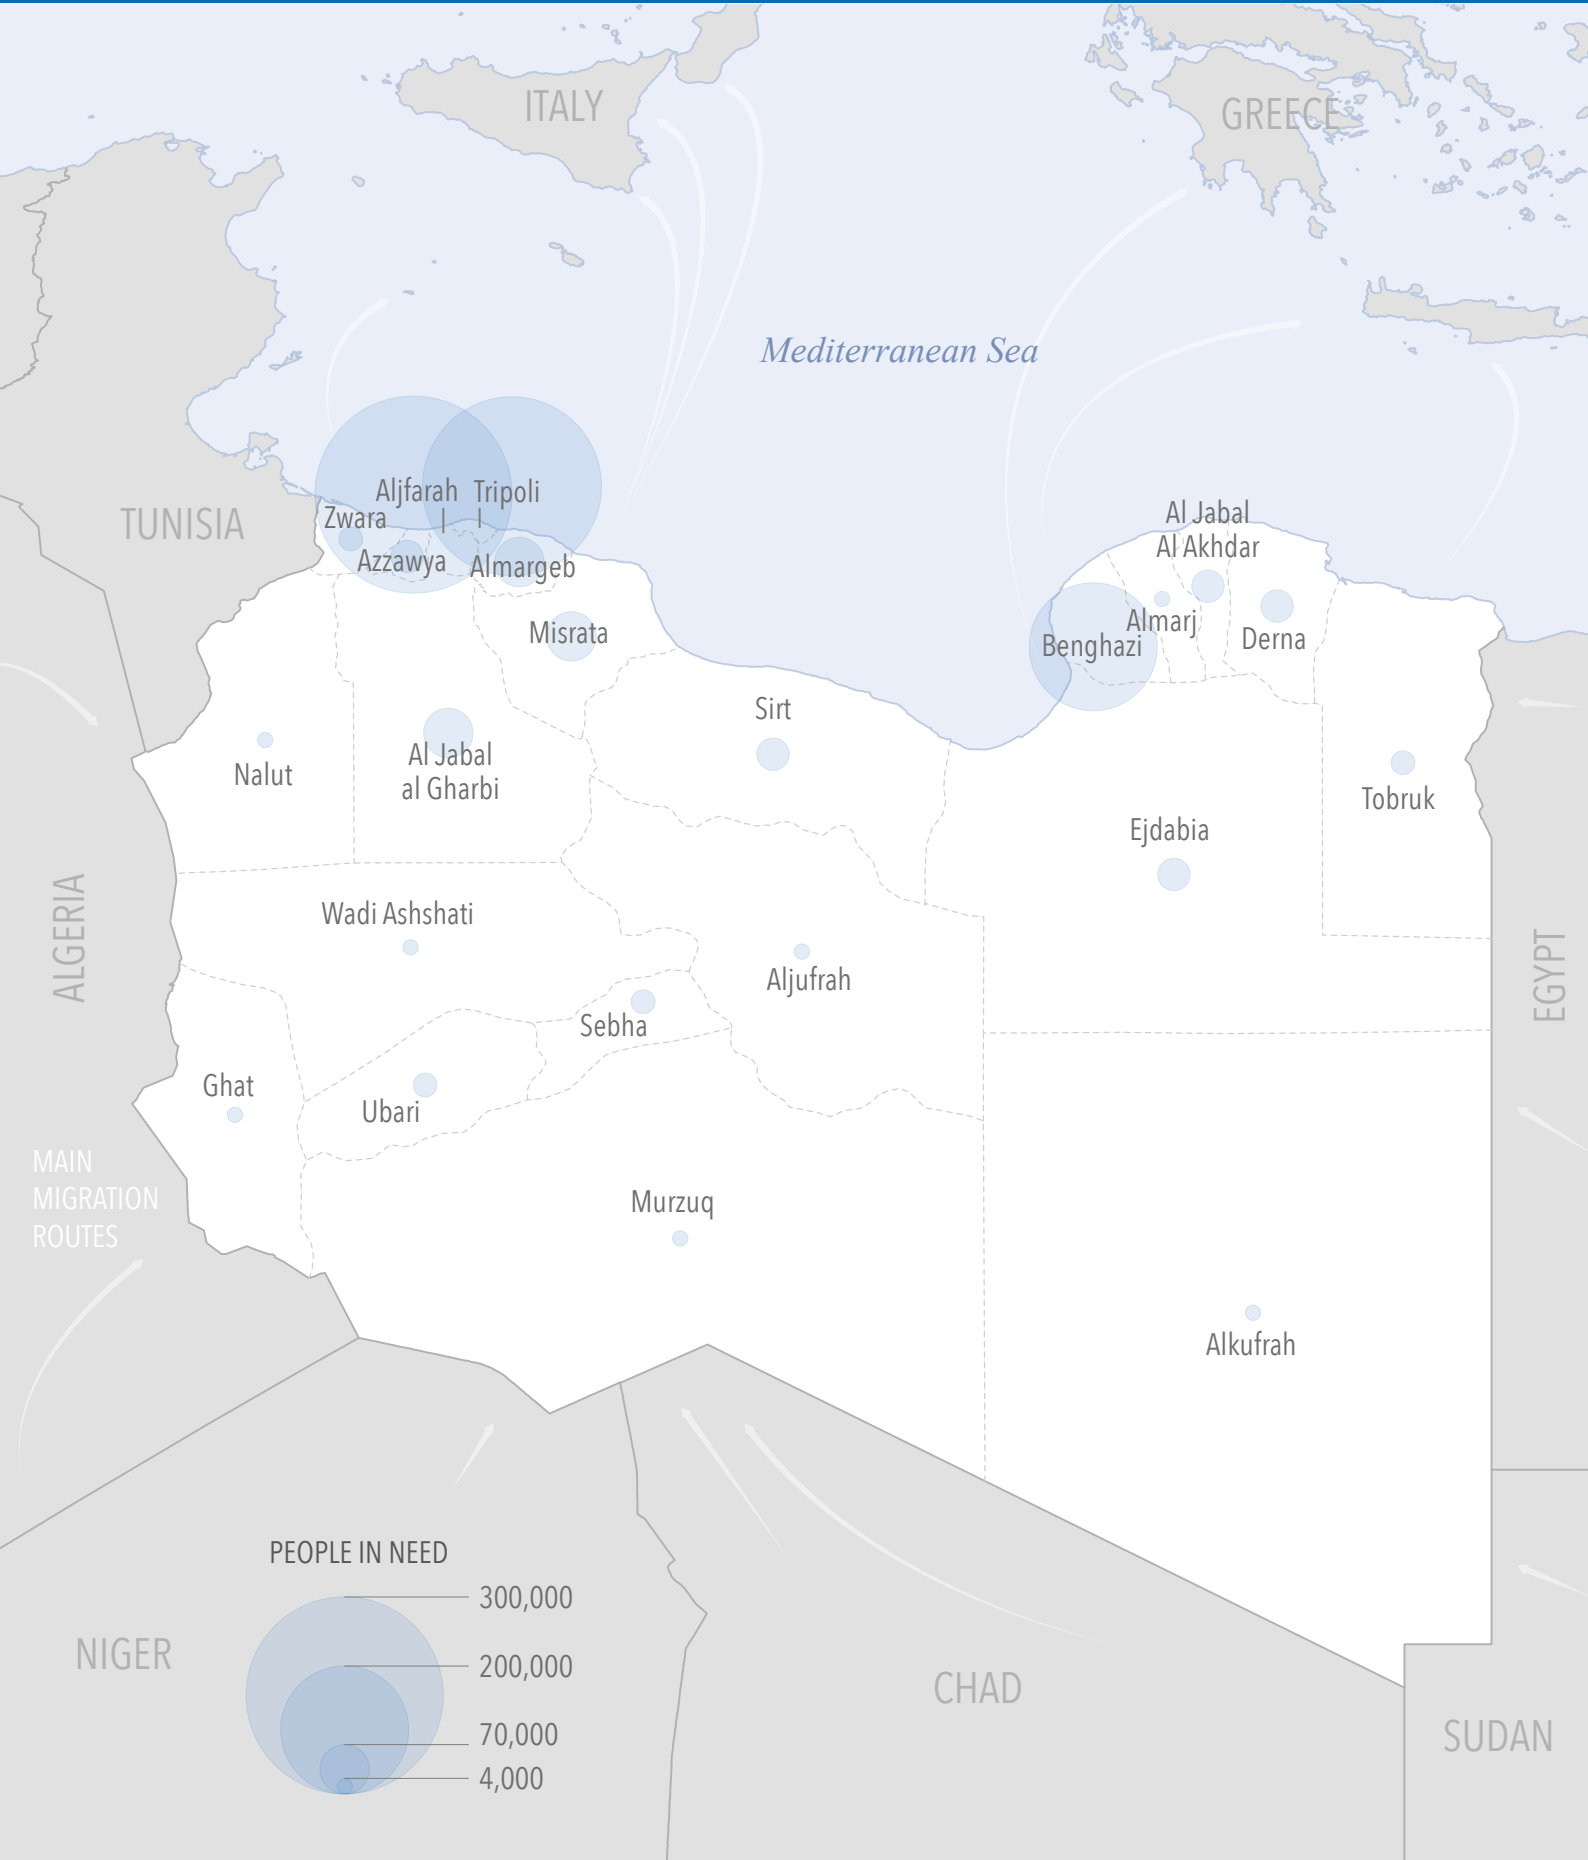 ITALY
GREECE
Mediterranean Sea
TUNISIA
Aljfarah
Tripoli
Zwara
Azzawya
Almargeb
Al Jabal
Al Akhdar
Misrata
Almarj
Benghazi
Derna
Sirt
Nalut
Al Jabal
al Gharbi
Tobruk
Ejdabia
ALGERIA
Wadi Ashshati
EGYPT
Aljufrah
Sebha
Ghat
Ubari
MAIN
MIGRATION
ROUTES
Murzuq
Alkufrah
PEOPLE IN NEED
300,000
200,000
70,000
4,000
NIGER
CHAD
SUDAN